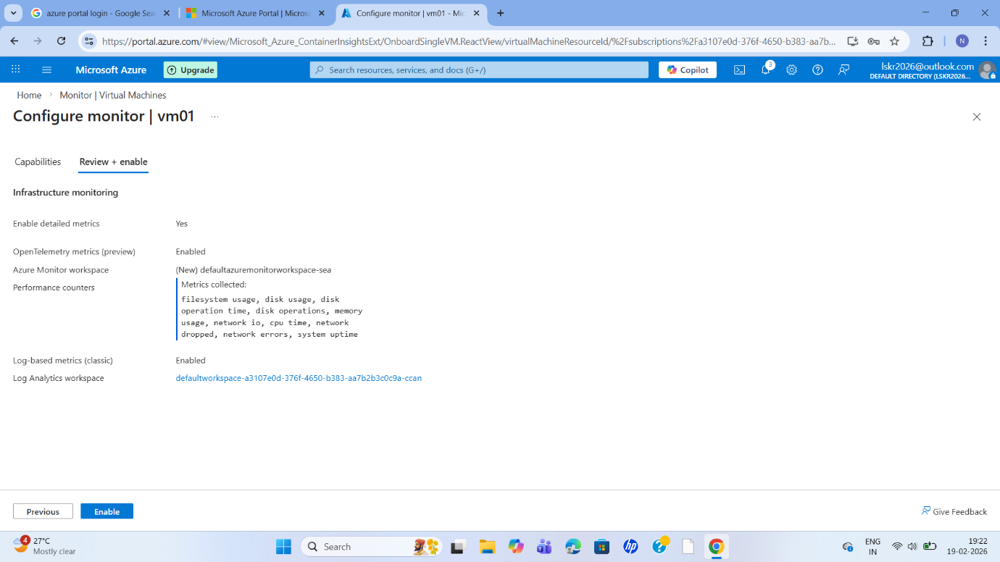 azure portal login - Google Sea
Microsoft Azure Portal | Micros
Configure monitor | vm01 - Mic
https://portal.azure.com/#view/Microsoft_Azure_ContainerInsightsExt/OnboardSingleVM.ReactView/virtualMachineResourceId/%2Fsubscriptions%2Fa3107e0d-376f-4650-b383-aa7b...
N
Microsoft Azure
Upgrade
Search resources, services, and docs (G+/)
Copilot
3
lskr2026@outlook.com
DEFAULT DIRECTORY (LSKR2026...
Home > Monitor | Virtual Machines
Configure monitor | vm01 ...
Capabilities
Review + enable
Infrastructure monitoring
Enable detailed metrics Yes
OpenTelemetry metrics (preview) Enabled
Azure Monitor workspace (New) defaultazuremonitorworkspace-sea
Performance counters Metrics collected:
filesystem usage, disk usage, disk
operation time, disk operations, memory
usage, network io, cpu time, network
dropped, network errors, system uptime
Log-based metrics (classic) Enabled
Log Analytics workspace defaultworkspace-a3107e0d-376f-4650-b383-aa7b2b3c0c9a-ccan
Previous
Enable
Give Feedback
4
27°C
Mostly clear
Search
hp
ENG
IN
19:22
19-02-2026